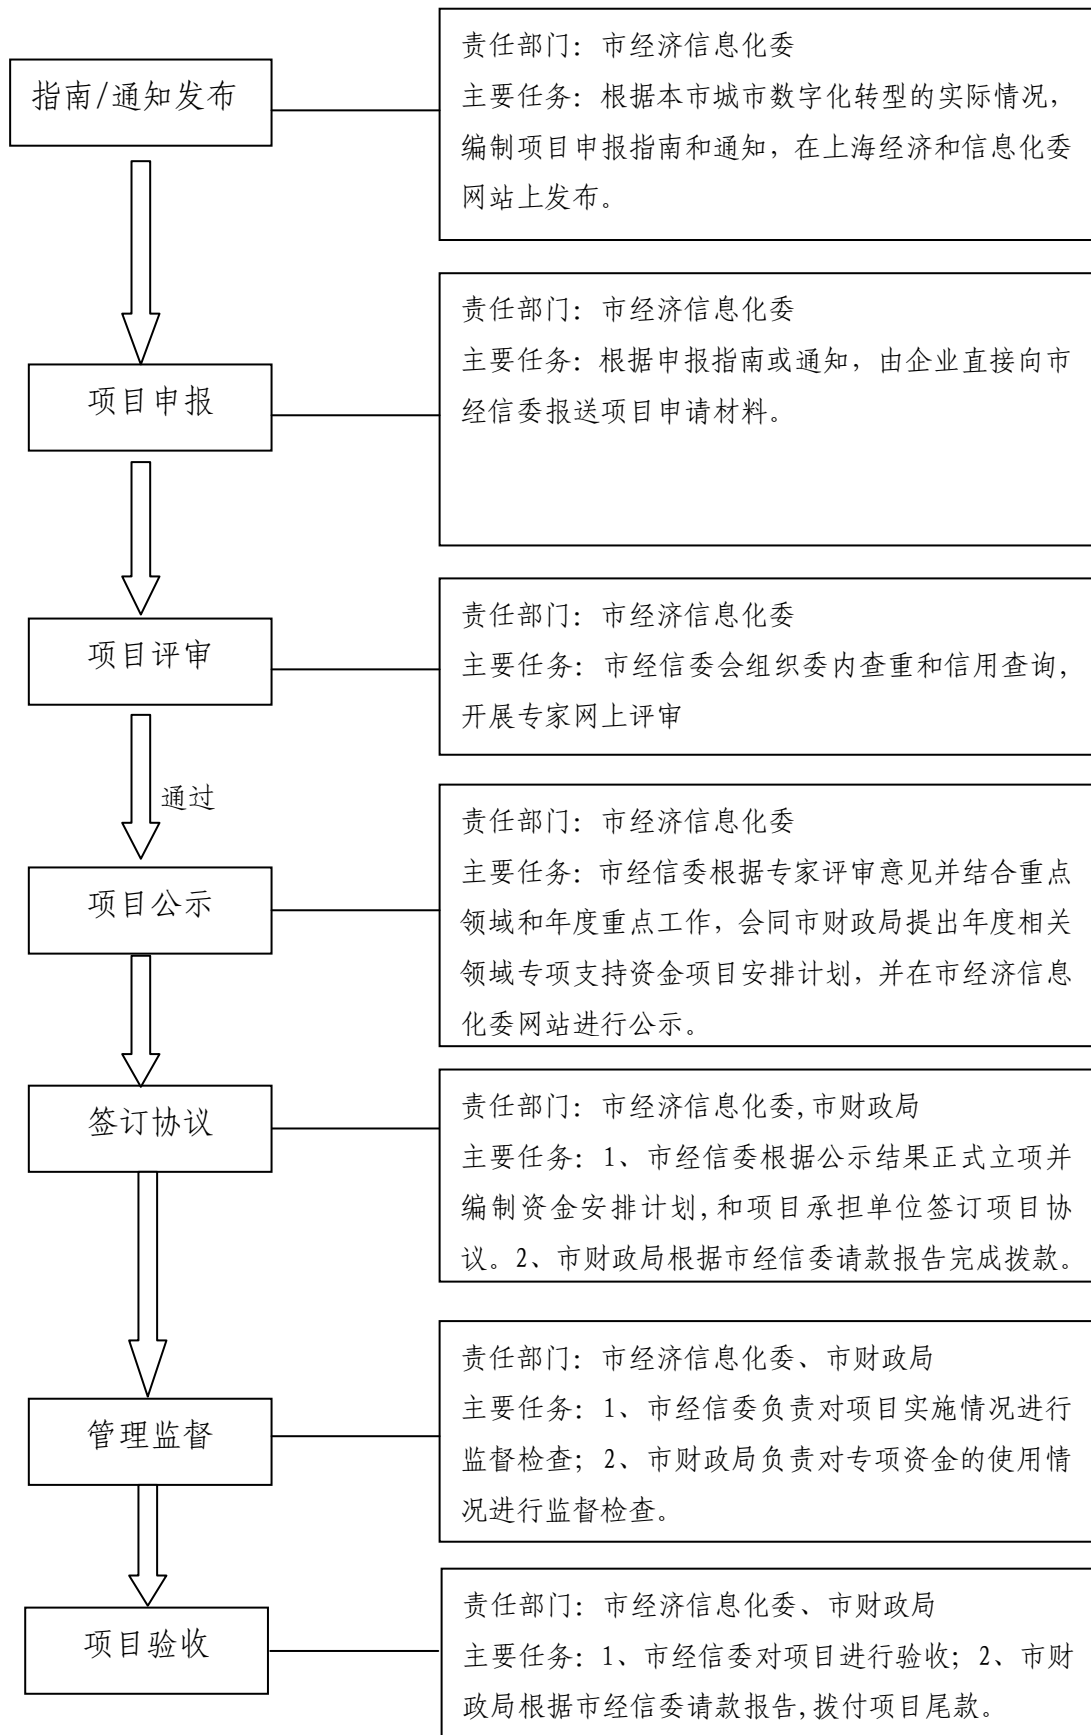 指南/通知发布
责任部门：市经济信息化委
主要任务：根据本市城市数字化转型的实际情况，
编制项目申报指南和通知，在上海经济和信息化委
网站上发布。
项目申报
责任部门：市经济信息化委
主要任务：根据申报指南或通知，由企业直接向市
经信委报送项目申请材料。
项目评审
责任部门：市经济信息化委
主要任务：市经信委会组织委内查重和信用查询，
开展专家网上评审
通过
项目公示
责任部门：市经济信息化委
主要任务：市经信委根据专家评审意见并结合重点
领域和年度重点工作，会同市财政局提出年度相关
领域专项支持资金项目安排计划，并在市经济信息
化委网站进行公示。
签订协议
责任部门：市经济信息化委,市财政局
主要任务：1、市经信委根据公示结果正式立项并
编制资金安排计划,和项目承担单位签订项目协
议。2、市财政局根据市经信委请款报告完成拨款。
管理监督
责任部门：市经济信息化委、市财政局
主要任务：1、市经信委负责对项目实施情况进行
监督检查；2、市财政局负责对专项资金的使用情
况进行监督检查。
项目验收
责任部门：市经济信息化委、市财政局
主要任务：1、市经信委对项目进行验收；2、市财
政局根据市经信委请款报告,拨付项目尾款。